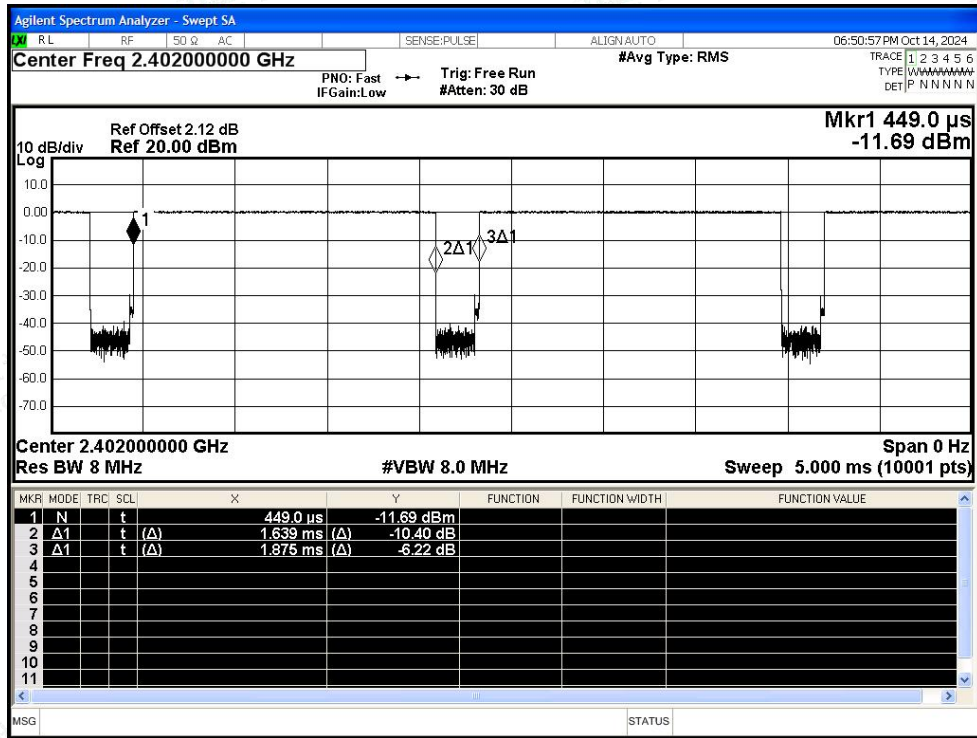 Agilent Spectrum Analyzer - Swept SA
LXI RL RF 50 Ω AC SENSE:PULSE ALIGN AUTO 06:50:57 PM Oct 14, 2024
Center Freq 2.402000000 GHz #Avg Type: RMS TRACE 1 2 3 4 5 6
PNO: Fast Trig: Free Run TYPE
IFGain:Low #Atten: 30 dB DET P N N N N N
Mkr1 449.0 µs
Ref Offset 2.12 dB
10 dB/div Ref 20.00 dBm -11.69 dBm
Log
10.0
0.00
1
-10.0
2Δ1 3Δ1
-20.0
-30.0
-40.0
-50.0
-60.0
-70.0
Center 2.402000000 GHz Span 0 Hz
Res BW 8 MHz #VBW 8.0 MHz Sweep 5.000 ms (10001 pts)
MKR MODE TRC SCL X Y FUNCTION FUNCTION WIDTH FUNCTION VALUE
1 N t 449.0 µs -11.69 dBm
2 Δ1 t (Δ) 1.639 ms (Δ) -10.40 dB
3 Δ1 t (Δ) 1.875 ms (Δ) -6.22 dB
4
5
6
7
8
9
10
11
MSG STATUS